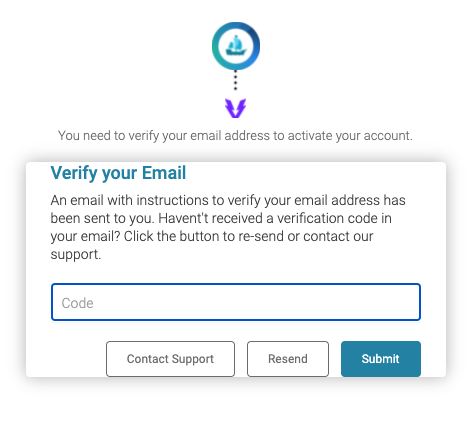 You need to verify your email address to activate your account.
Verify your Email
An email with instructions to verify your email address has
been sent to you. Havent't received a verification code in
your email? Click the button to re-send or contact our
support.
Code
Contact Support
Resend
Submit